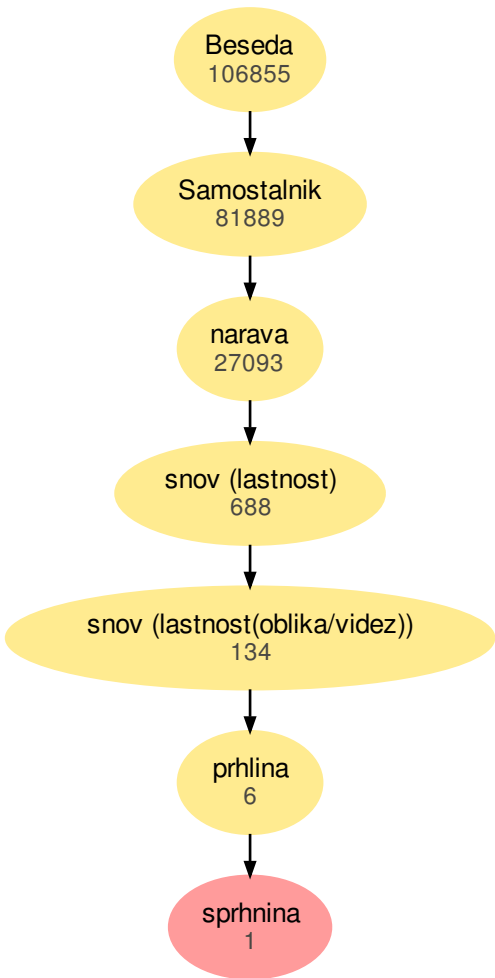 Beseda
106855
Samostalnik
81889
narava
27093
snov (lastnost)
688
snov (lastnost(oblika/videz))
134
prhlina
6
sprhnina
1